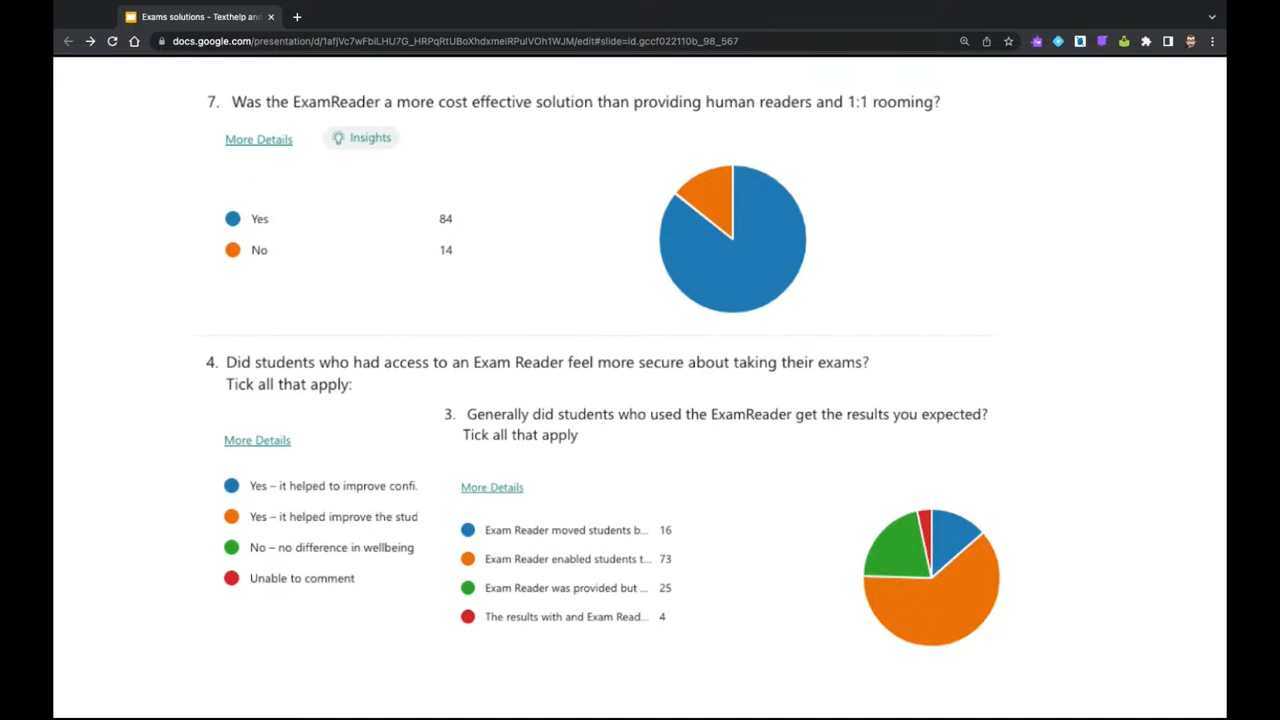 Exams solutions - Texthelp and
docs.google.com/presentation/d/1afjVc7wFbiLHU7G_HRPqRtUBoXhdxmelRPulVOh1WJM/edit#slide=id.gccf022110b_98_567
7. Was the ExamReader a more cost effective solution than providing human readers and 1:1 rooming?
More Details
Insights
Yes 84
No 14
4. Did students who had access to an Exam Reader feel more secure about taking their exams?
Tick all that apply:
More Details
Yes – it helped to improve confi.
Yes – it helped improve the stud
No – no difference in wellbeing
Unable to comment
3. Generally did students who used the ExamReader get the results you expected?
Tick all that apply
More Details
Exam Reader moved students b... 16
Exam Reader enabled students t... 73
Exam Reader was provided but ... 25
The results with and Exam Read... 4